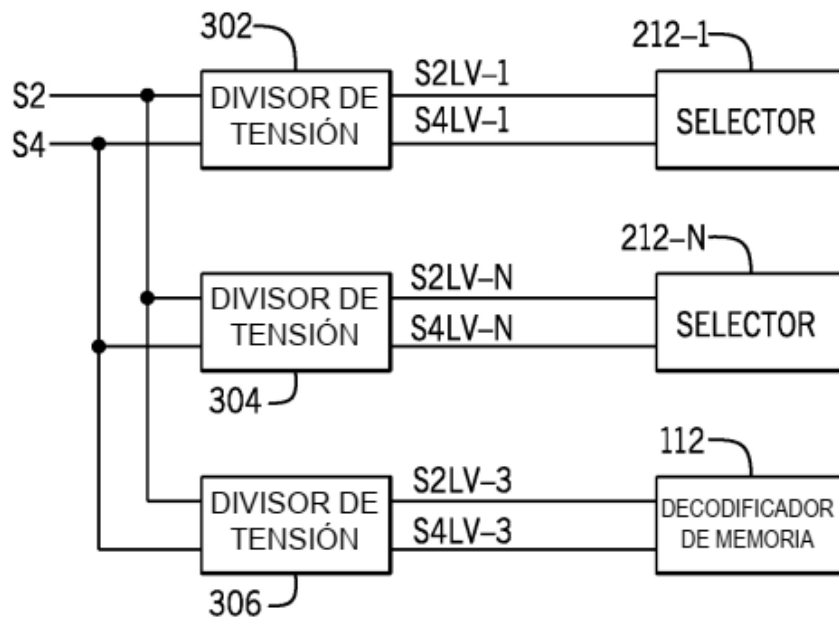 302
212–1
S2
DIVISOR DE
TENSIÓN
S2LV–1
S4
S4LV–1
SELECTOR
212–N
DIVISOR DE
TENSIÓN
S2LV–N
S4LV–N
SELECTOR
304
112
DIVISOR DE
TENSIÓN
S2LV–3
S4LV–3
DECODIFICADOR
DE MEMORIA
306